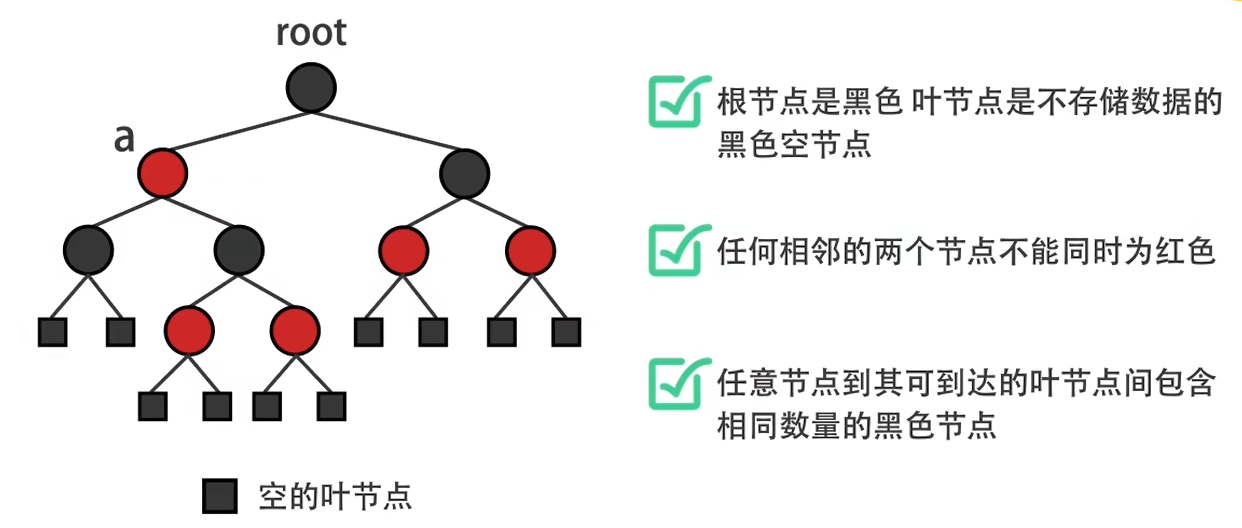 root
a
根节点是黑色 叶节点是不存储数据的
黑色空节点
任何相邻的两个节点不能同时为红色
任意节点到其可到达的叶节点间包含
相同数量的黑色节点
空的叶节点